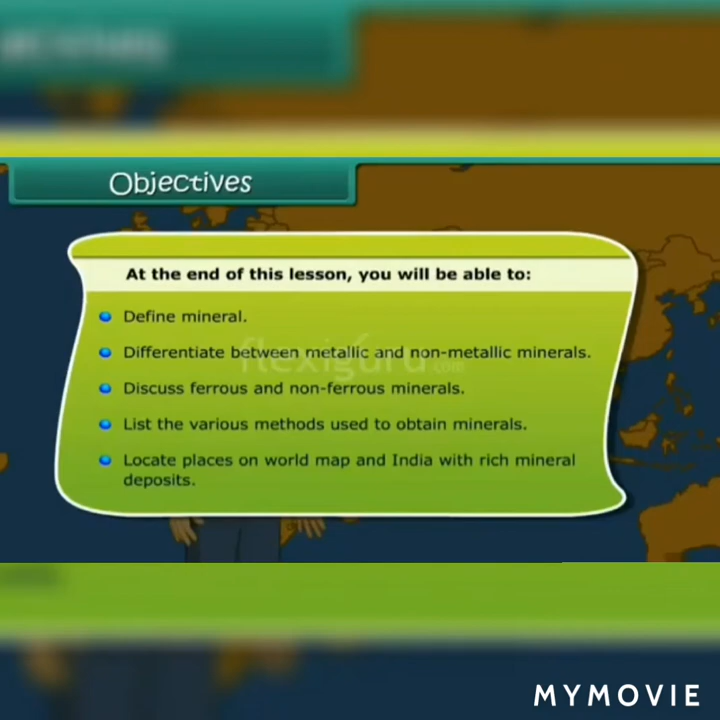 Objectives
At the end of this lesson, you will be able to:
Define mineral.
Differentiate between metallic and non-metallic minerals.
Discuss ferrous and non-ferrous minerals.
List the various methods used to obtain minerals.
Locate places on world map and India with rich mineral
deposits.
flexiguru.com
MYMOVIE